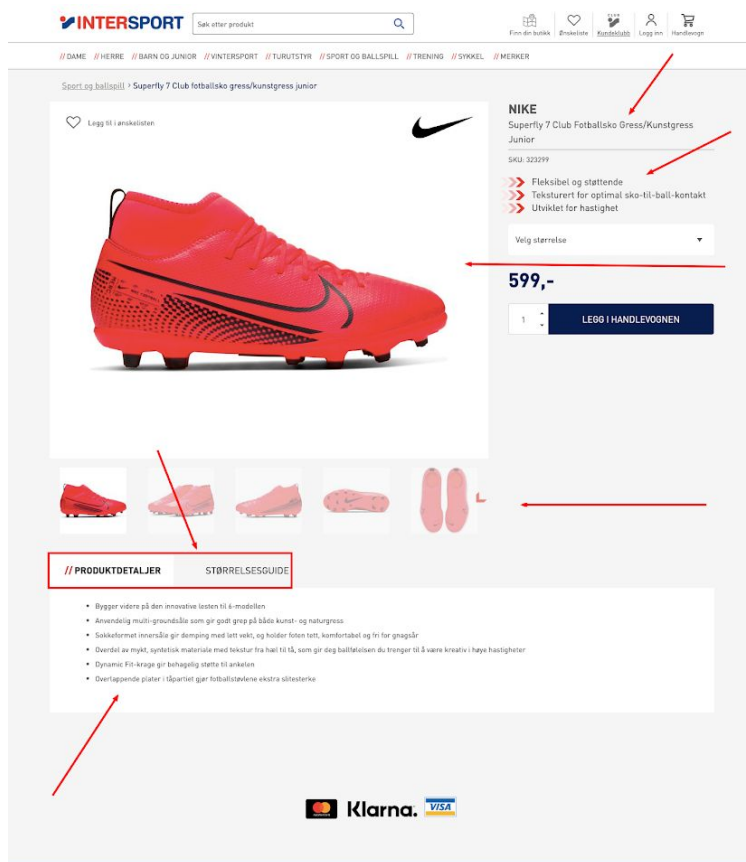 INTERSPORT
Søk etter produkt
Finn din butikk Ønskeliste Kundeklubb Logg inn Handlevogn
// DAME // HERRE // BARN OG JUNIOR // VINTERSPORT // TURUTSTYR // SPORT OG BALLSPILL // TRENING // SYKKEL // MERKER
Sport og ballspill > Superfly 7 Club fotballsko gress/kunstgress junior
Legg til i ønskelisten
NIKE
Superfly 7 Club Fotballsko Gress/Kunstgress
Junior
SKU: 323299
Fleksibel og støttende
Teksturert for optimal sko-til-ball-kontakt
Utviklet for hastighet
Velg størrelse
599,-
1
LEGG I HANDLEVOGNEN
// PRODUKTDETALJER STØRRELSESGUIDE
• Bygger videre på den innovative lesten til 6-modellen
• Anvendelig multi-groundsåle som gir godt grep på både kunst- og naturgress
• Sokkeformet innersåle gir demping med lett vekt, og holder foten tett, komfortabel og fri for gnagsår
• Overdel av mykt, syntetisk materiale med tekstur fra hæl til tå, som gir deg ballfølelsen du trenger til å være kreativ i høye hastigheter
• Dynamic Fit-krage gir behagelig støtte til ankelen
• Overlappende plater i tåpartiet gjør fotballstøvlene ekstra slitesterke
Klarna. VISA